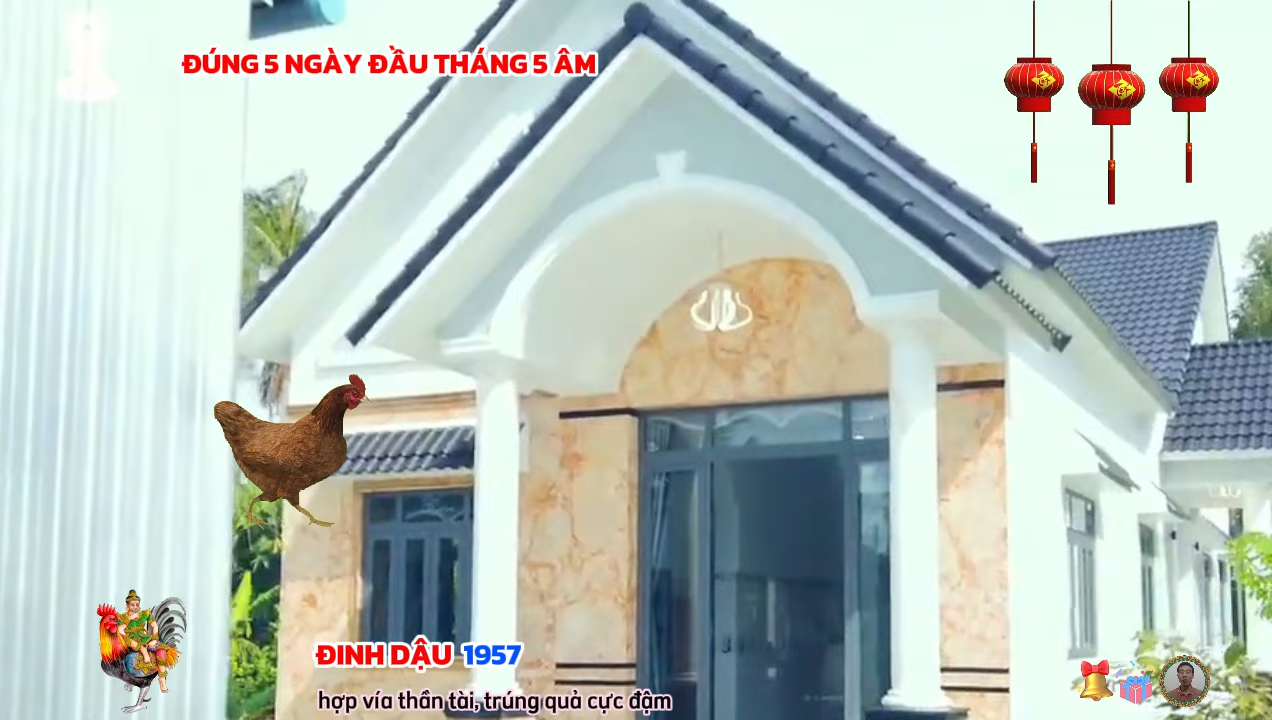 ĐÚNG 5 NGÀY ĐẦU THÁNG 5 ÂM
ĐINH DẬU 1957
hợp vía thần tài, trúng quả cực đậm